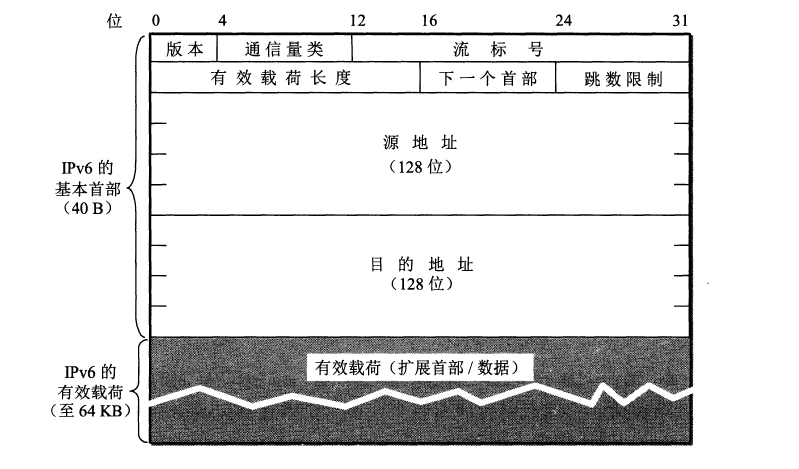 位 0 4 12 16 24 31
版本 通信量类 流标号
有效载荷长度 下一个首部 跳数限制
源地址
（128 位）
IPv6 的
基本首部
（40 B）
目的地址
（128 位）
有效载荷（扩展首部 / 数据）
IPv6 的
有效载荷
（至 64 KB）